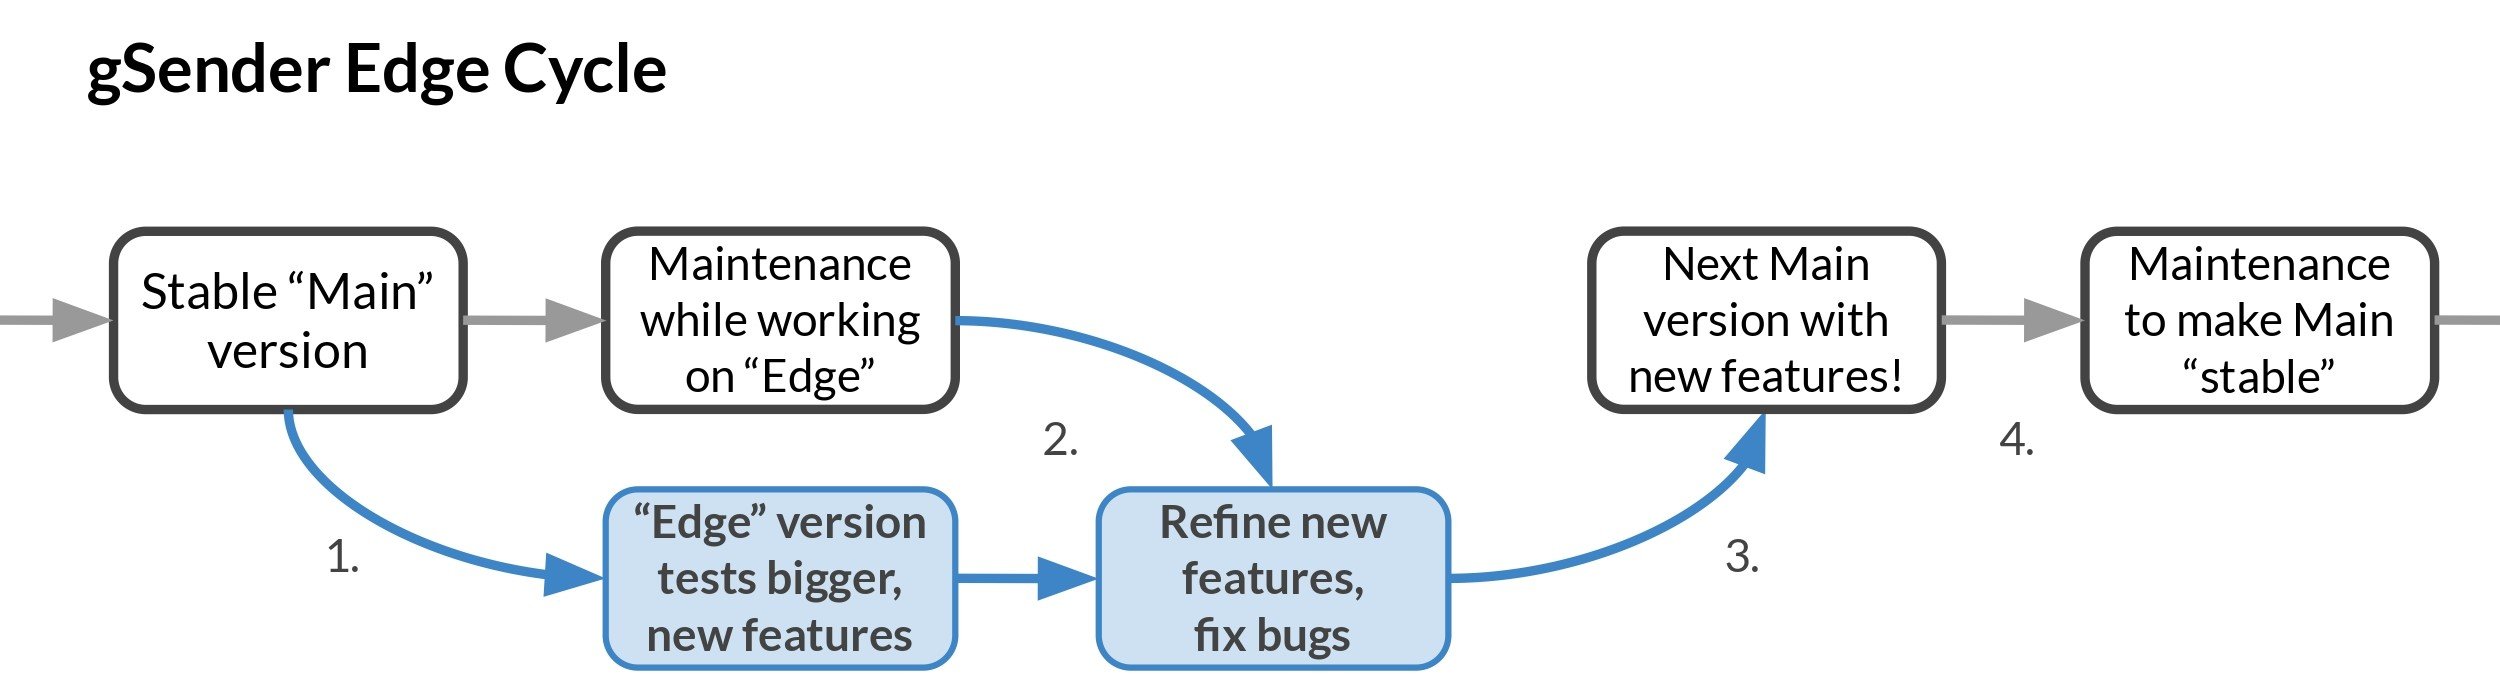 gSender Edge Cycle
Stable “Main”
version
Maintenance
while working
on “Edge”
Next Main
version with
new features!
Maintenance
to make Main
“stable”
1.
2.
3.
4.
“Edge” version
tests bigger,
new features
Refine new
features,
fix bugs